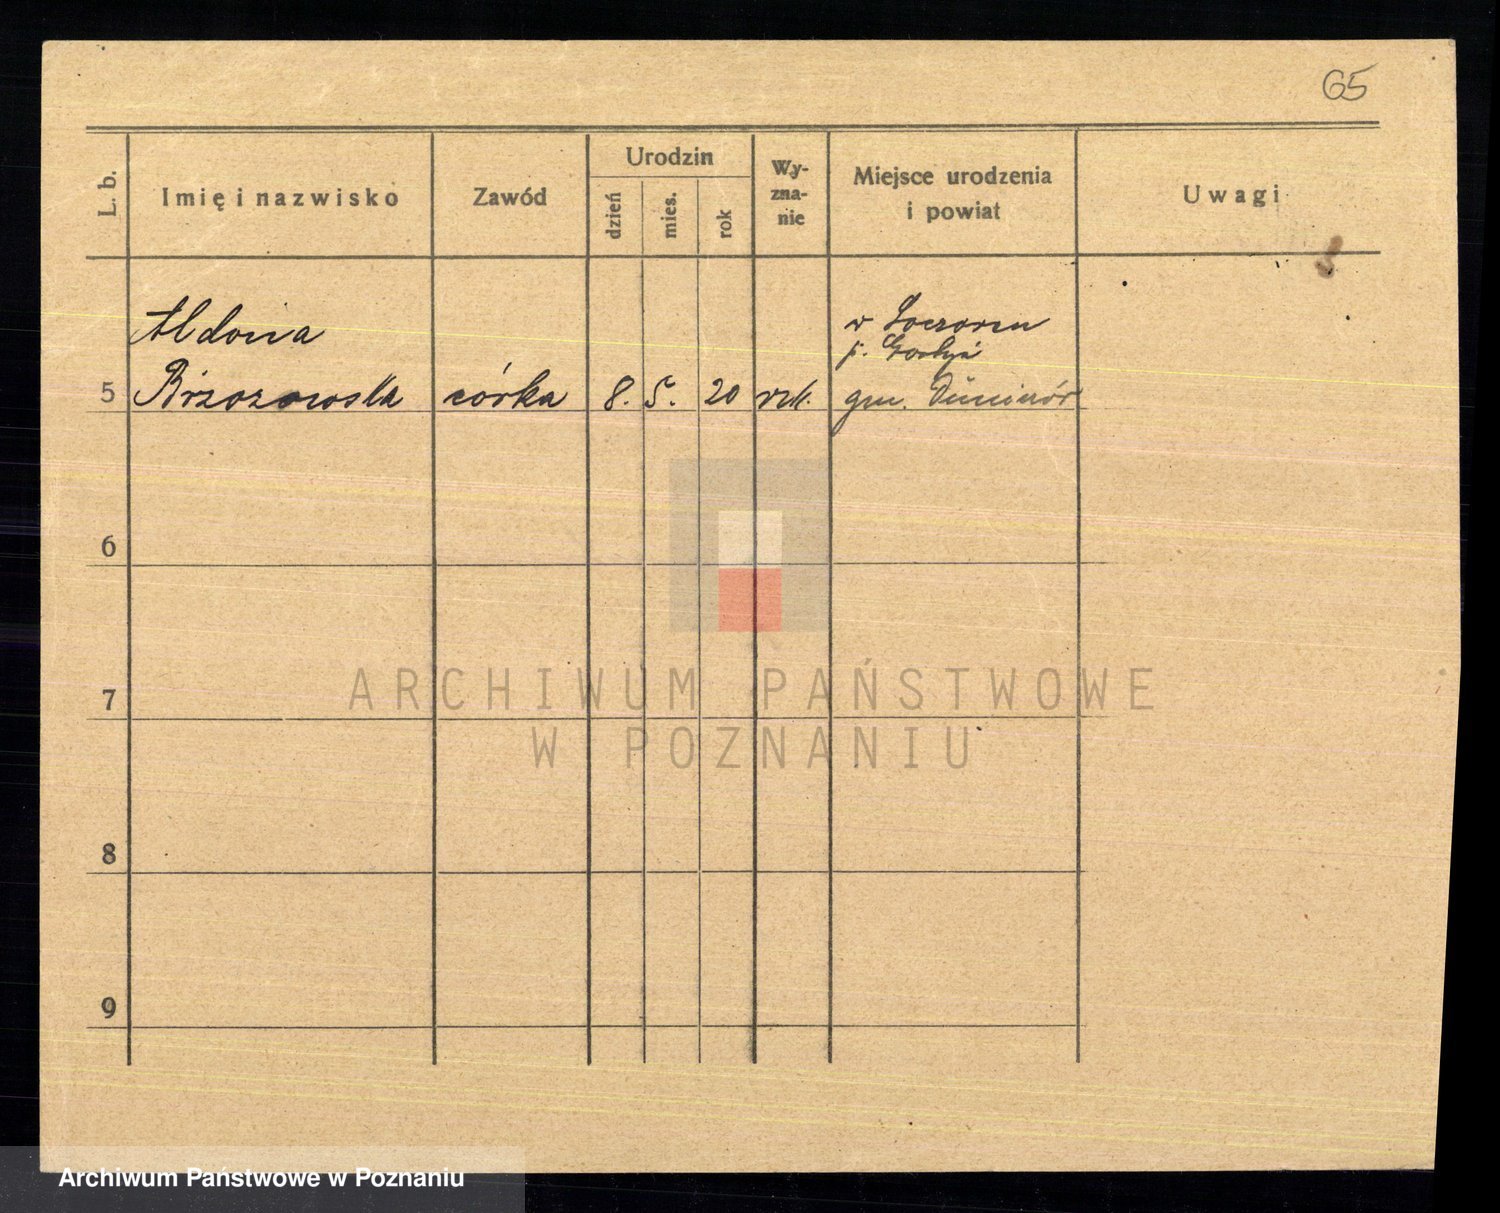 65
L. b.
Imię i nazwisko
Zawód
Urodzin
dzień
mies.
rok
Wy-
zna-
nie
Miejsce urodzenia
i powiat
Uwagi
Aldona
w
p.
5 Brzozowska córka 8. 5. 20 rzk. gm.
6
7
8
9
ARCHIWUM PAŃSTWOWE
W POZNANIU
Archiwum Państwowe w Poznaniu